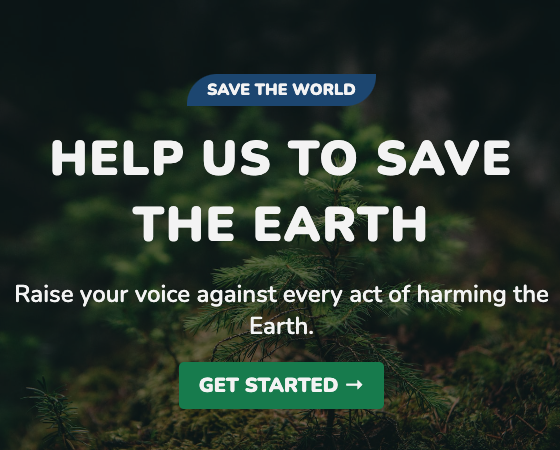 SAVE THE WORLD
HELP US TO SAVE
THE EARTH
Raise your voice against every act of harming the
Earth.
GET STARTED →